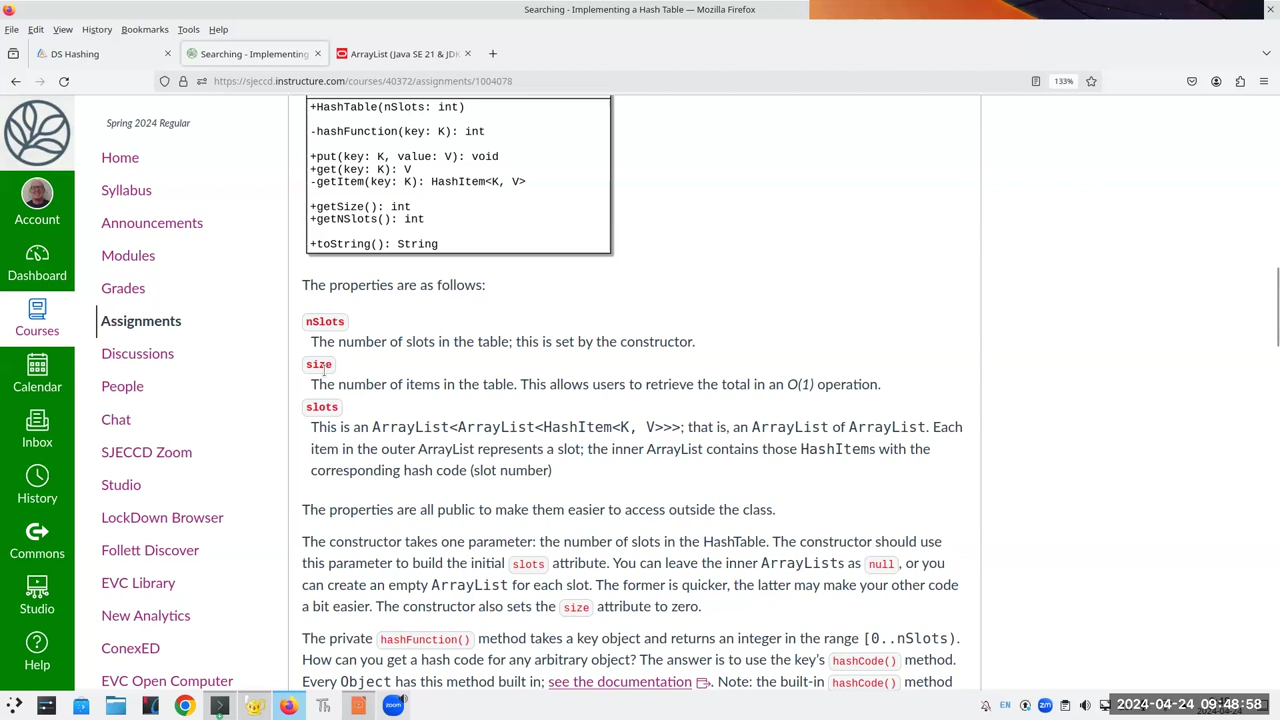 Searching - Implementing a Hash Table — Mozilla Firefox
File Edit View History Bookmarks Tools Help
DS Hashing
Searching - Implementing
ArrayList (Java SE 21 & JDK
https://sjeccd.instructure.com/courses/40372/assignments/1004078
133%
Account
Dashboard
Courses
Calendar
Inbox
History
Commons
Studio
Help
Spring 2024 Regular
Home
Syllabus
Announcements
Modules
Grades
Assignments
Discussions
People
Chat
SJECCD Zoom
Studio
LockDown Browser
Follett Discover
EVC Library
New Analytics
ConexED
EVC Open Computer
+HashTable(nSlots: int)
-hashFunction(key: K): int
+put(key: K, value: V): void
+get(key: K): V
-getItem(key: K): HashItem<K, V>
+getSize(): int
+getNSlots(): int
+toString(): String
The properties are as follows:
nSlots
The number of slots in the table; this is set by the constructor.
size
The number of items in the table. This allows users to retrieve the total in an O(1) operation.
slots
This is an ArrayList<ArrayList<HashItem<K, V>>>; that is, an ArrayList of ArrayList. Each
item in the outer ArrayList represents a slot; the inner ArrayList contains those HashItems with the
corresponding hash code (slot number)
The properties are all public to make them easier to access outside the class.
The constructor takes one parameter: the number of slots in the HashTable. The constructor should use
this parameter to build the initial slots attribute. You can leave the inner ArrayLists as null, or you
can create an empty ArrayList for each slot. The former is quicker, the latter may make your other code
a bit easier. The constructor also sets the size attribute to zero.
The private hashFunction() method takes a key object and returns an integer in the range [0..nSlots).
How can you get a hash code for any arbitrary object? The answer is to use the key's hashCode() method.
Every Object has this method built in; see the documentation. Note: the built-in hashCode() method
Th
zoom
EN
zm
2024-04-24 09:48:58